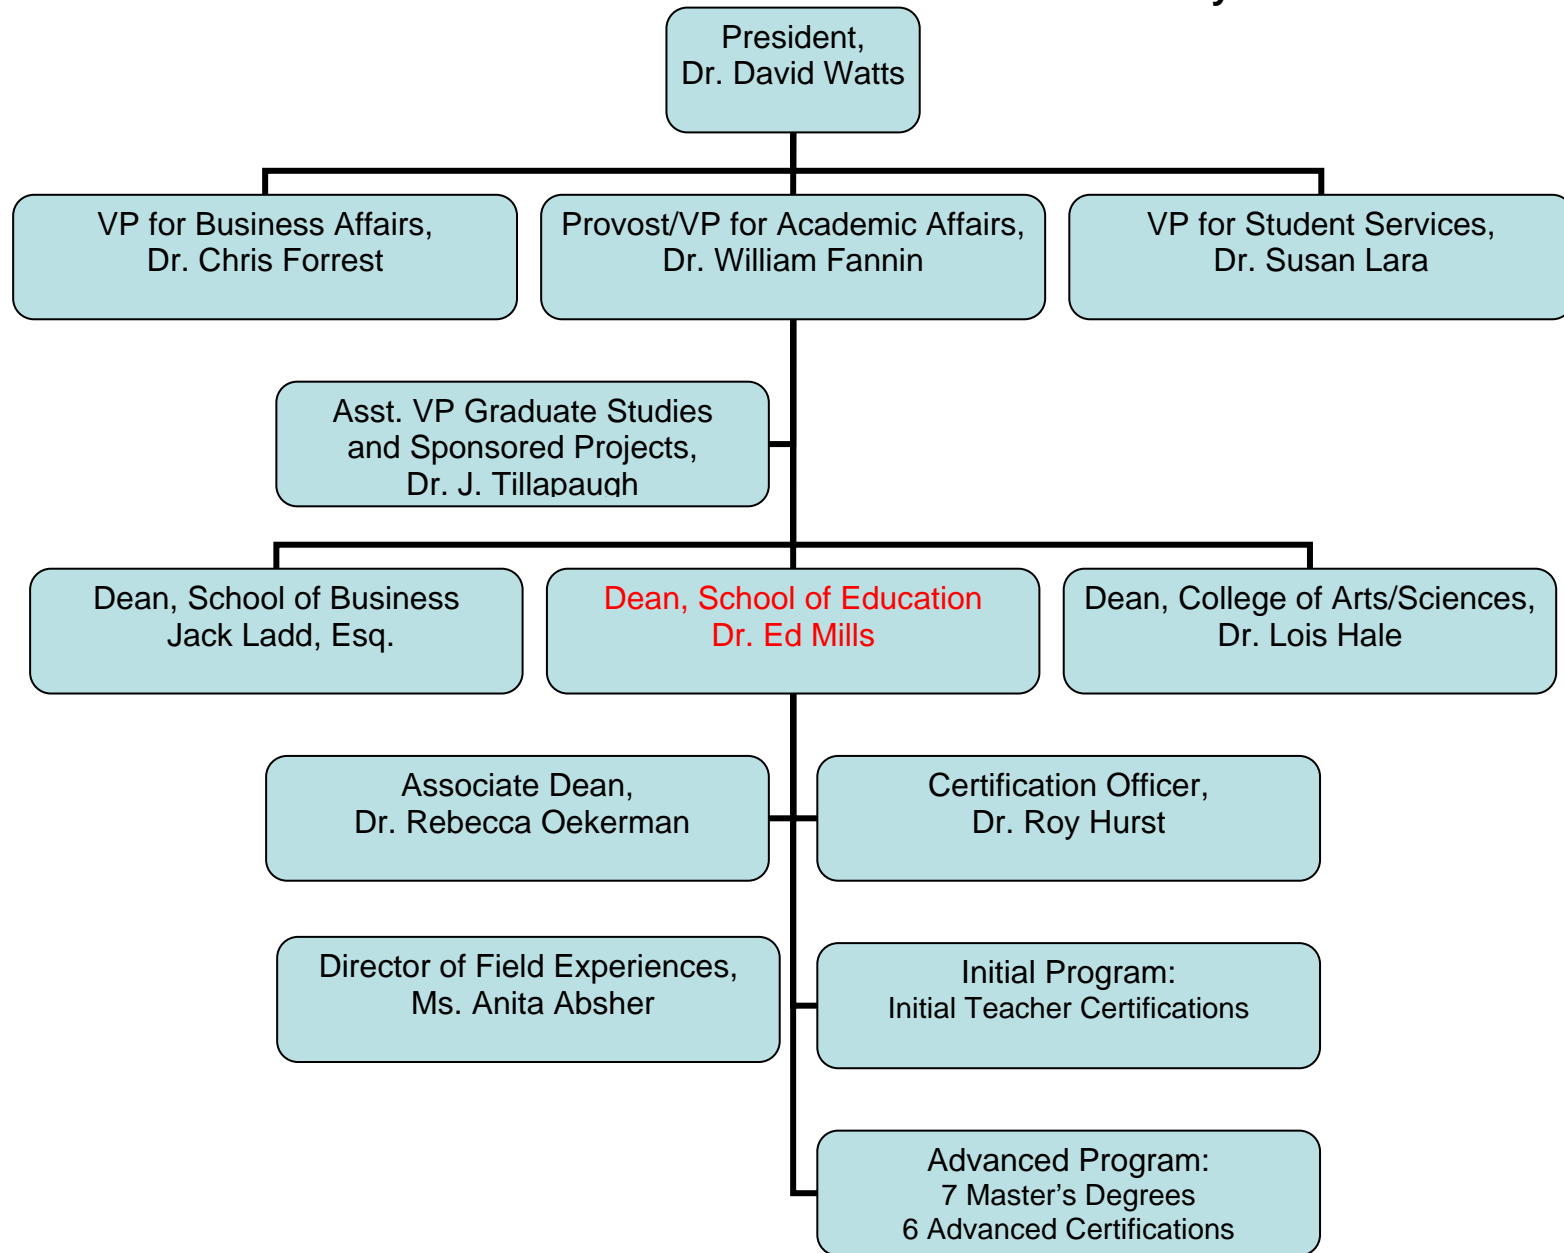 President,
Dr. David Watts
VP for Business Affairs,
Dr. Chris Forrest
Provost/VP for Academic Affairs,
Dr. William Fannin
VP for Student Services,
Dr. Susan Lara
Asst. VP Graduate Studies
and Sponsored Projects,
Dr. J. Tillapaugh
Dean, School of Business
Jack Ladd, Esq.
Dean, School of Education
Dr. Ed Mills
Dean, College of Arts/Sciences,
Dr. Lois Hale
Associate Dean,
Dr. Rebecca Oekerman
Certification Officer,
Dr. Roy Hurst
Director of Field Experiences,
Ms. Anita Absher
Initial Program:
Initial Teacher Certifications
Advanced Program:
7 Master’s Degrees
6 Advanced Certifications